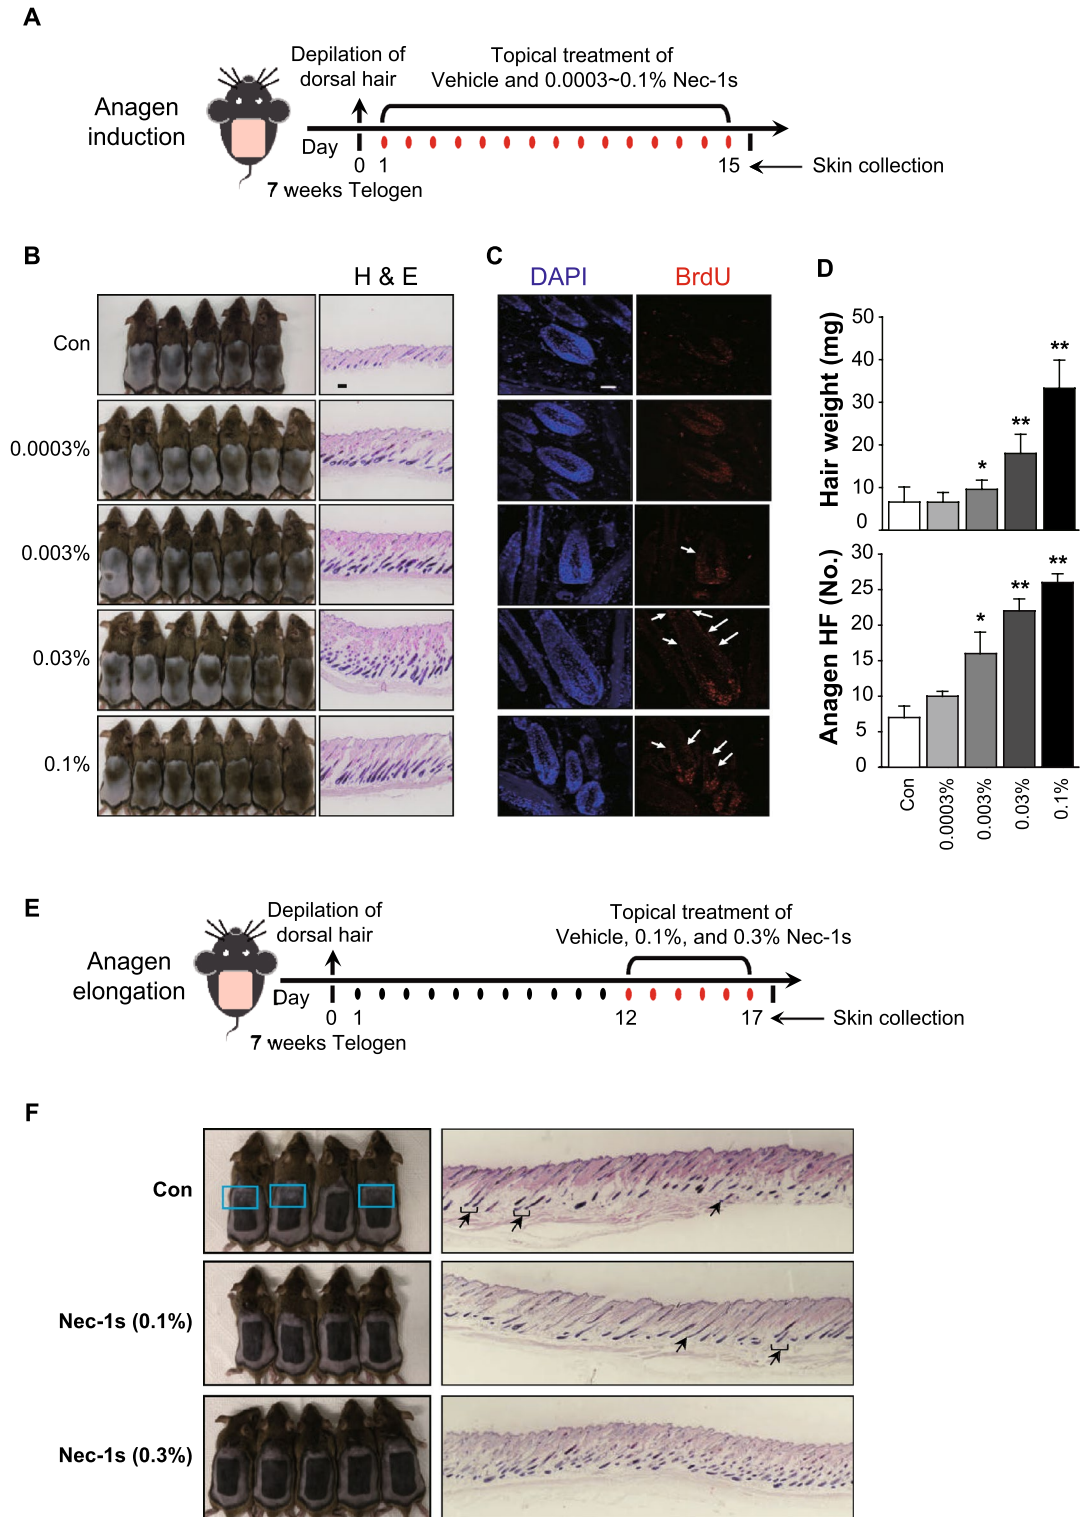 A
Depilation of
dorsal hair
Topical treatment of
Vehicle and 0.0003~0.1% Nec-1s
Anagen
induction
Day
0 1 15
Skin collection
7 weeks Telogen
B
H & E
Con
0.0003%
0.003%
0.03%
0.1%
C
DAPI BrdU
D
Hair weight (mg)
50
40
30
20
10
0
*
**
**
Anagen HF (No.)
30
25
20
15
10
5
0
*
**
**
Con
0.0003%
0.003%
0.03%
0.1%
E
Depilation of
dorsal hair
Topical treatment of
Vehicle, 0.1%, and 0.3% Nec-1s
Anagen
elongation
Day
0 1 12 17
Skin collection
7 weeks Telogen
F
Con
Nec-1s (0.1%)
Nec-1s (0.3%)